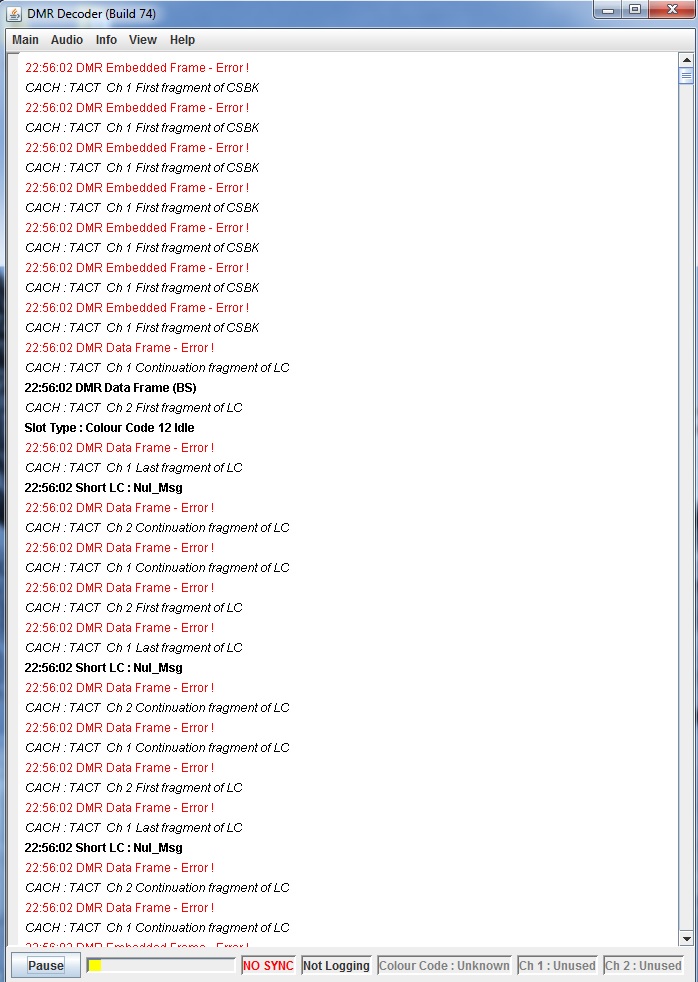 DMR Decoder (Build 74)
Main Audio Info View Help
22:56:02 DMR Embedded Frame - Error !
CACH : TACT Ch 1 First fragment of CSBK
22:56:02 DMR Embedded Frame - Error !
CACH : TACT Ch 1 First fragment of CSBK
22:56:02 DMR Embedded Frame - Error !
CACH : TACT Ch 1 First fragment of CSBK
22:56:02 DMR Embedded Frame - Error !
CACH : TACT Ch 1 First fragment of CSBK
22:56:02 DMR Embedded Frame - Error !
CACH : TACT Ch 1 First fragment of CSBK
22:56:02 DMR Embedded Frame - Error !
CACH : TACT Ch 1 First fragment of CSBK
22:56:02 DMR Embedded Frame - Error !
CACH : TACT Ch 1 First fragment of CSBK
22:56:02 DMR Data Frame - Error !
CACH : TACT Ch 1 Continuation fragment of LC
22:56:02 DMR Data Frame (BS)
CACH : TACT Ch 2 First fragment of LC
Slot Type : Colour Code 12 Idle
22:56:02 DMR Data Frame - Error !
CACH : TACT Ch 1 Last fragment of LC
22:56:02 Short LC : Nul_Msg
22:56:02 DMR Data Frame - Error !
CACH : TACT Ch 2 Continuation fragment of LC
22:56:02 DMR Data Frame - Error !
CACH : TACT Ch 1 Continuation fragment of LC
22:56:02 DMR Data Frame - Error !
CACH : TACT Ch 2 First fragment of LC
22:56:02 DMR Data Frame - Error !
CACH : TACT Ch 1 Last fragment of LC
22:56:02 Short LC : Nul_Msg
22:56:02 DMR Data Frame - Error !
CACH : TACT Ch 2 Continuation fragment of LC
22:56:02 DMR Data Frame - Error !
CACH : TACT Ch 1 Continuation fragment of LC
22:56:02 DMR Data Frame - Error !
CACH : TACT Ch 2 First fragment of LC
22:56:02 DMR Data Frame - Error !
CACH : TACT Ch 1 Last fragment of LC
22:56:02 Short LC : Nul_Msg
22:56:02 DMR Data Frame - Error !
CACH : TACT Ch 2 Continuation fragment of LC
22:56:02 DMR Data Frame - Error !
CACH : TACT Ch 1 Continuation fragment of LC
22:56:02 DMR Embedded Frame - Error !
Pause NO SYNC Not Logging Colour Code : Unknown Ch 1 : Unused Ch 2 : Unused